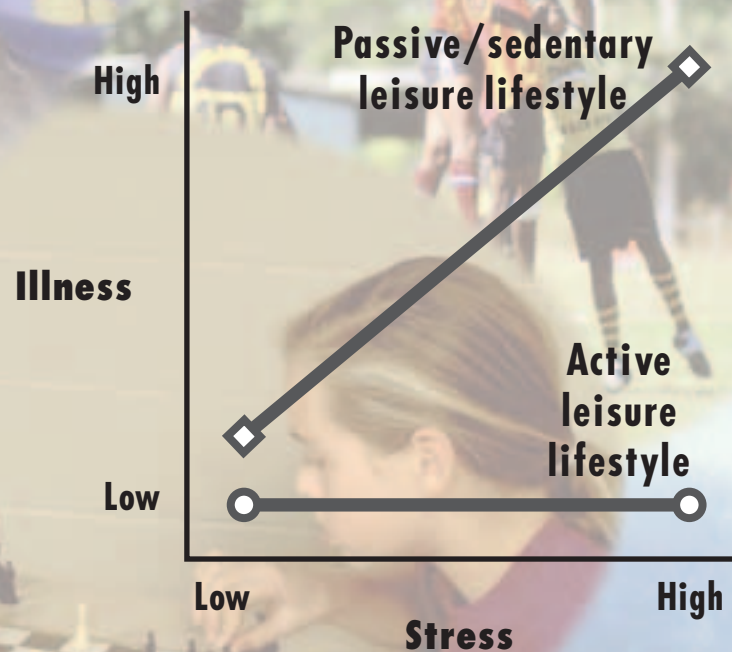 Passive/sedentary
leisure lifestyle
High
Illness
Active
leisure
lifestyle
Low
Low
High
Stress